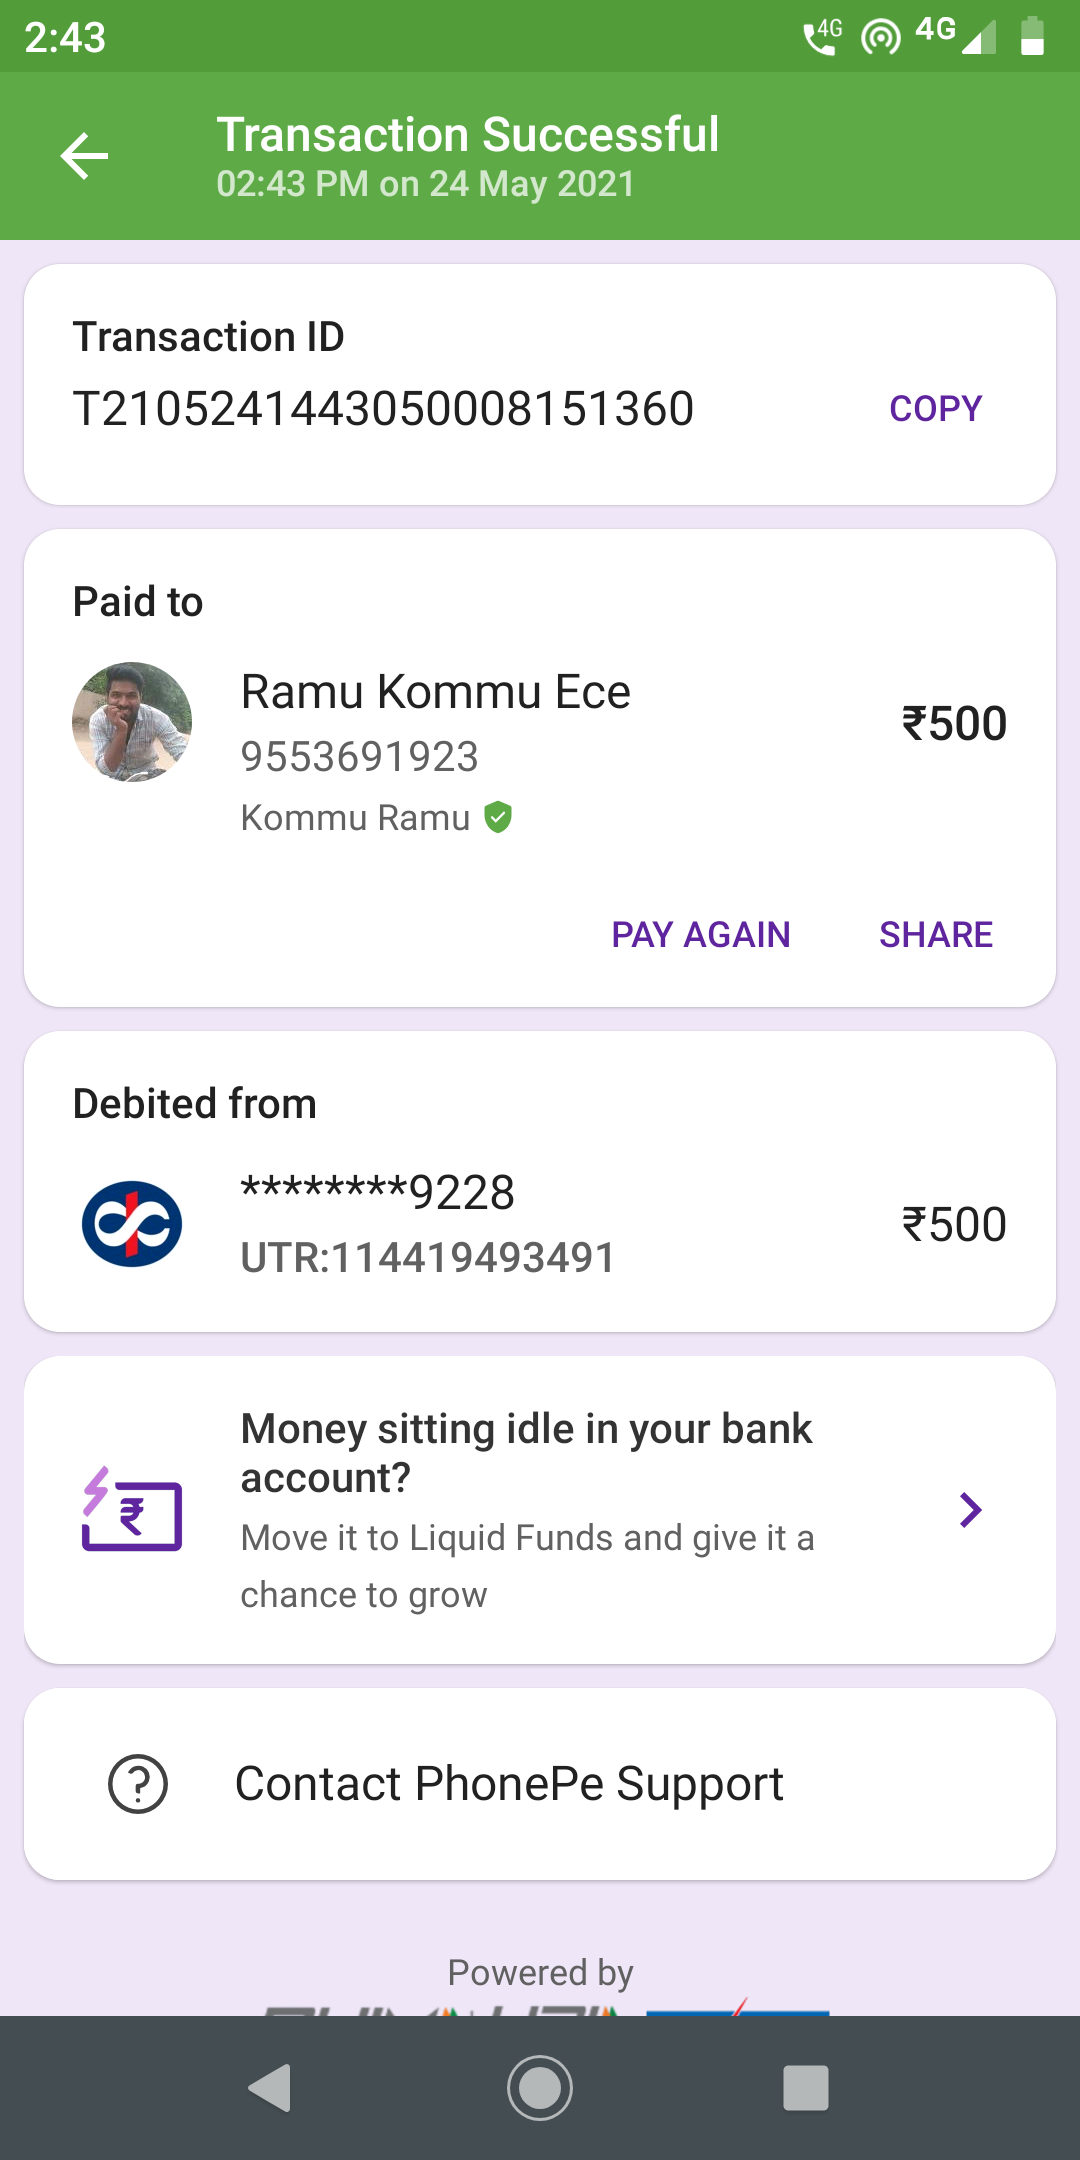 2:43
4G
4G
Transaction Successful
02:43 PM on 24 May 2021
Transaction ID
T2105241443050008151360
COPY
Paid to
Ramu Kommu Ece
₹500
9553691923
Kommu Ramu
PAY AGAIN
SHARE
Debited from
********9228
₹500
UTR:114419493491
Money sitting idle in your bank
account?
₹
Move it to Liquid Funds and give it a
chance to grow
?
Contact PhonePe Support
Powered by